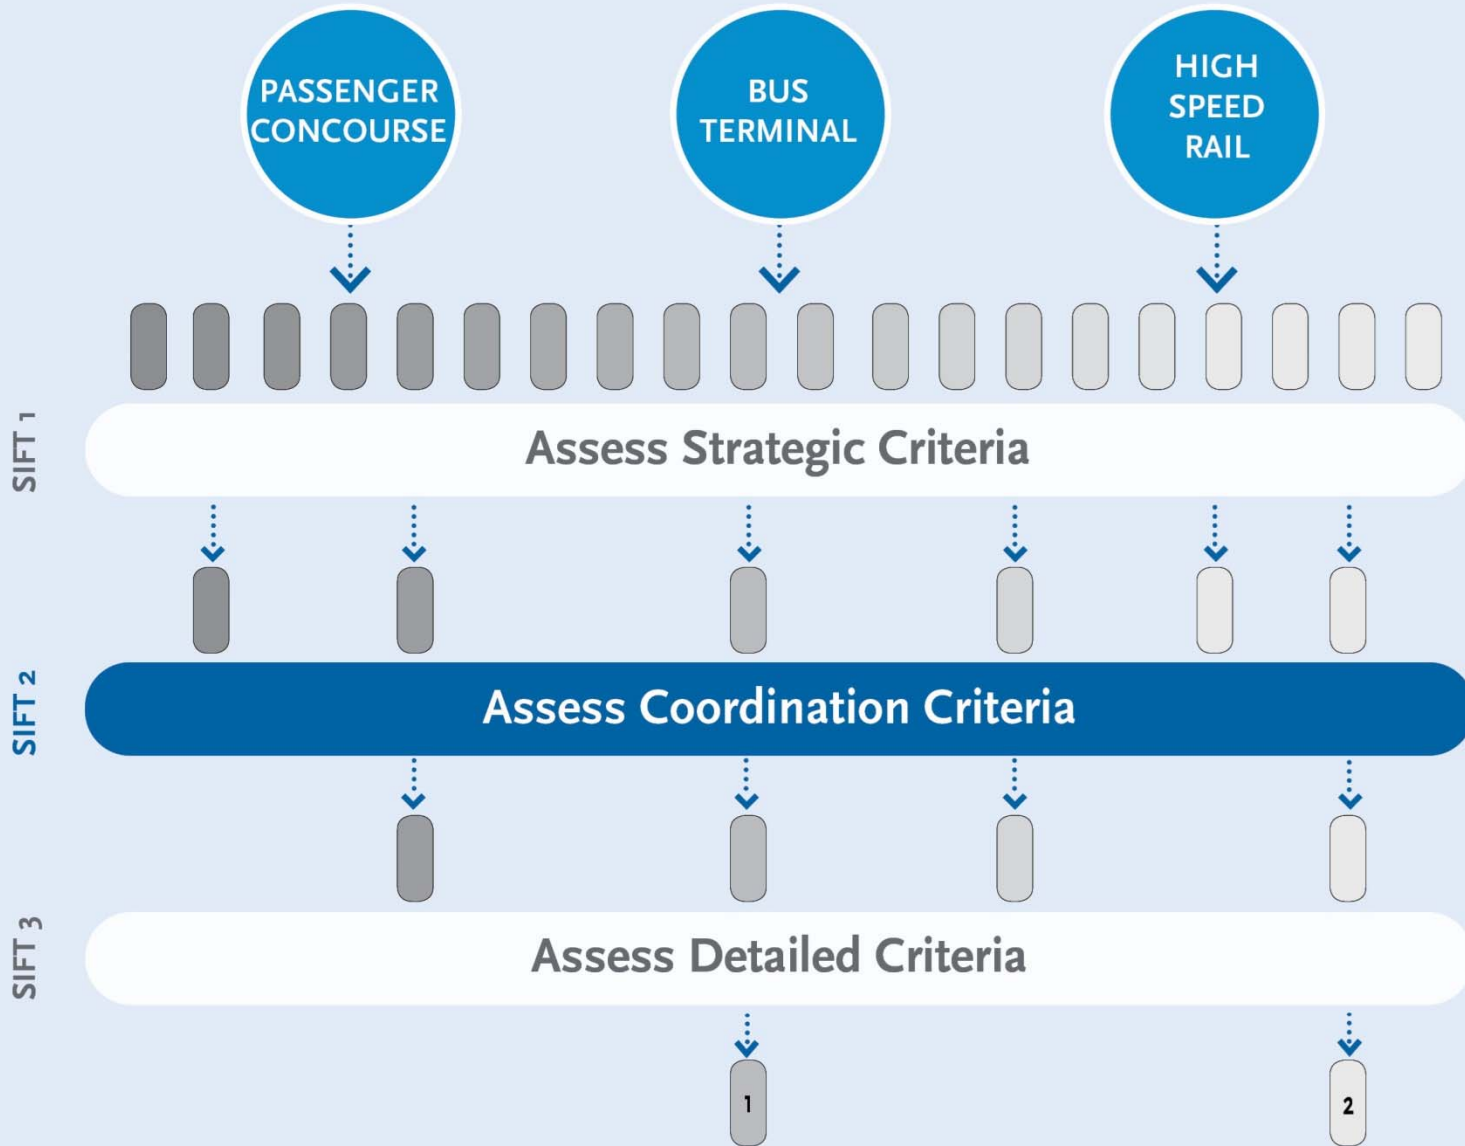 PASSENGER
CONCOURSE
BUS
TERMINAL
HIGH
SPEED
RAIL
SIFT 1
Assess Strategic Criteria
SIFT 2
Assess Coordination Criteria
SIFT 3
Assess Detailed Criteria
1
2